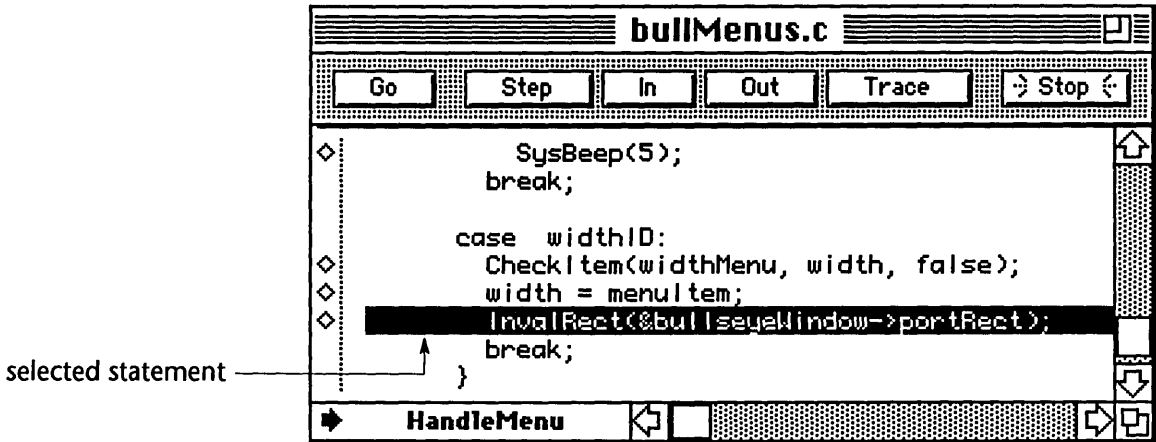 bullMenus.c
Go Step In Out Trace Stop
SysBeep(5);
break;
case widthID:
CheckItem(widthMenu, width, false);
width = menuItem;
InvalRect(&bullseyeWindow->portRect);
break;
selected statement
}
HandleMenu